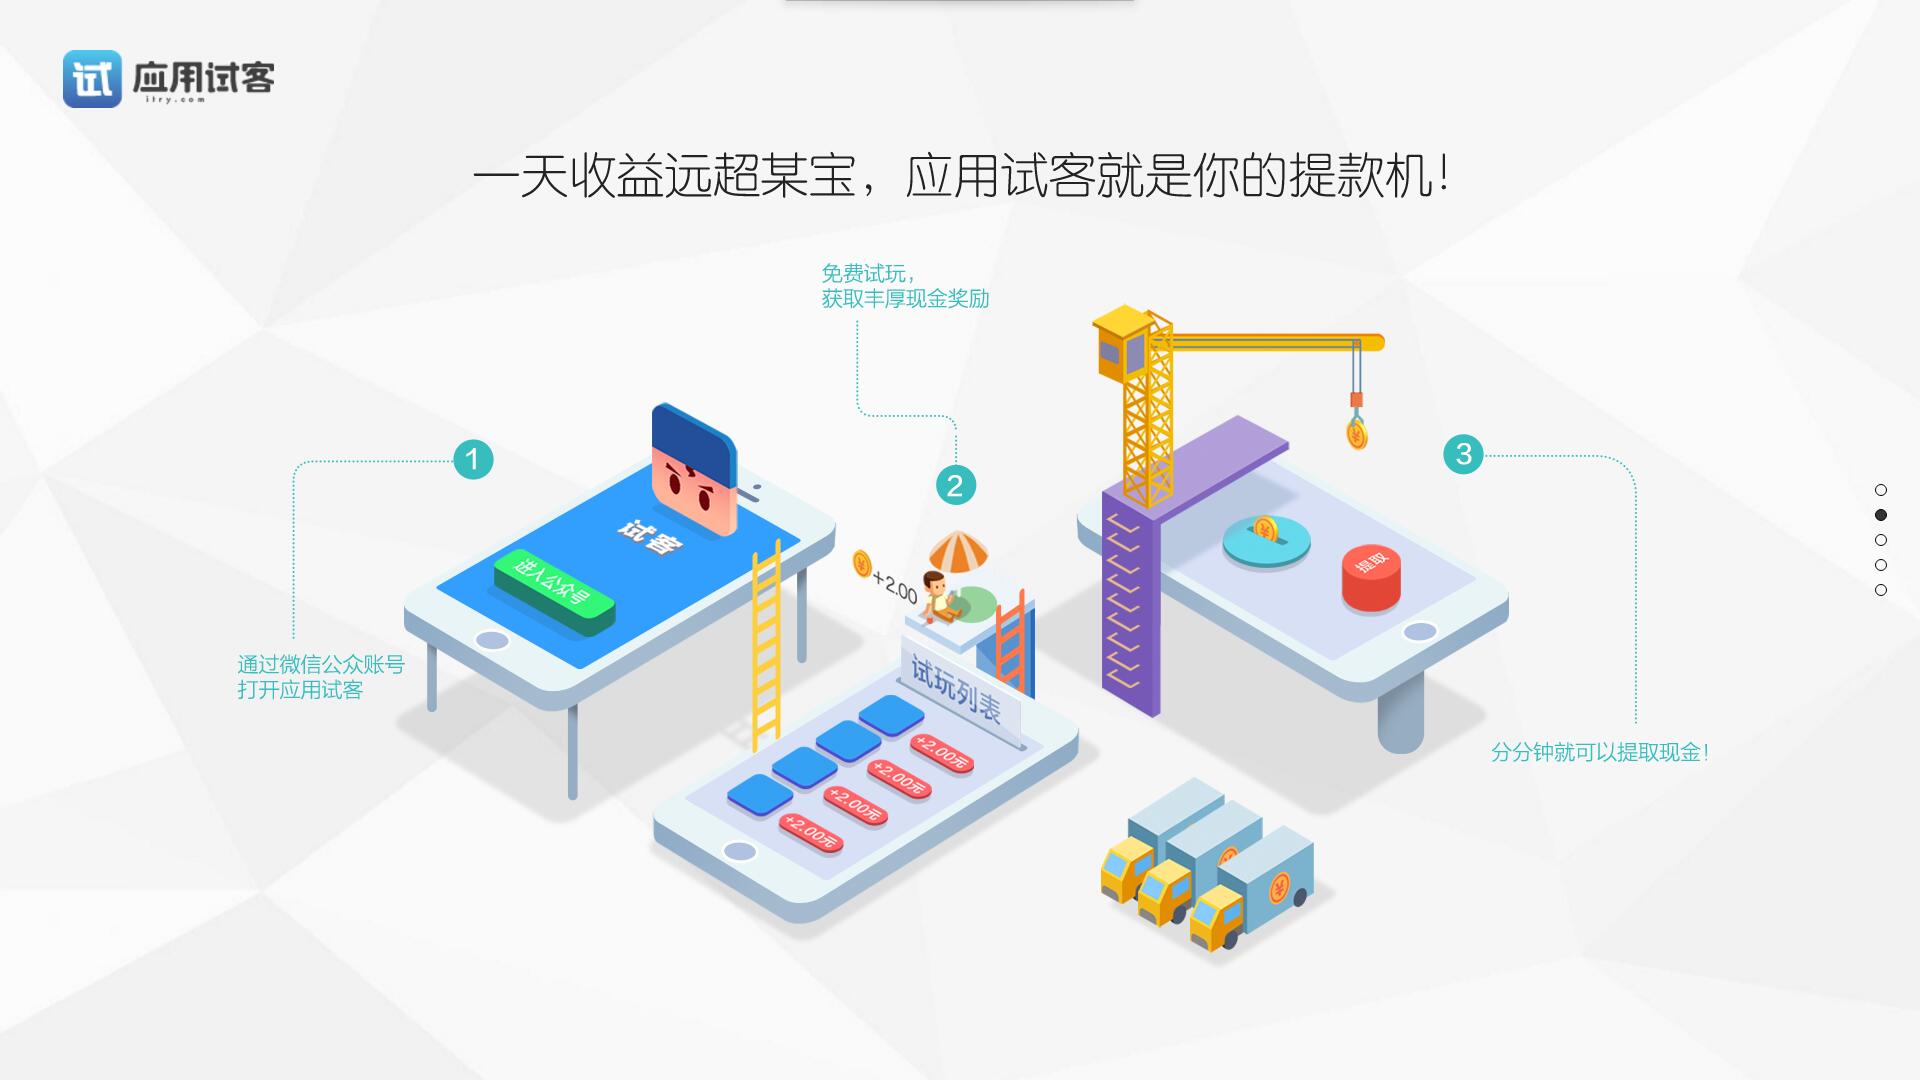 试 应用试客
itry.com
一天收益远超某宝，应用试客就是你的提款机！
免费试玩，
获取丰厚现金奖励
1
2
3
试客
进入公众号
+2.00
提取
通过微信公众账号
打开应用试客
试玩列表
+2.00元
+2.00元
+2.00元
+2.00元
分分钟就可以提取现金！